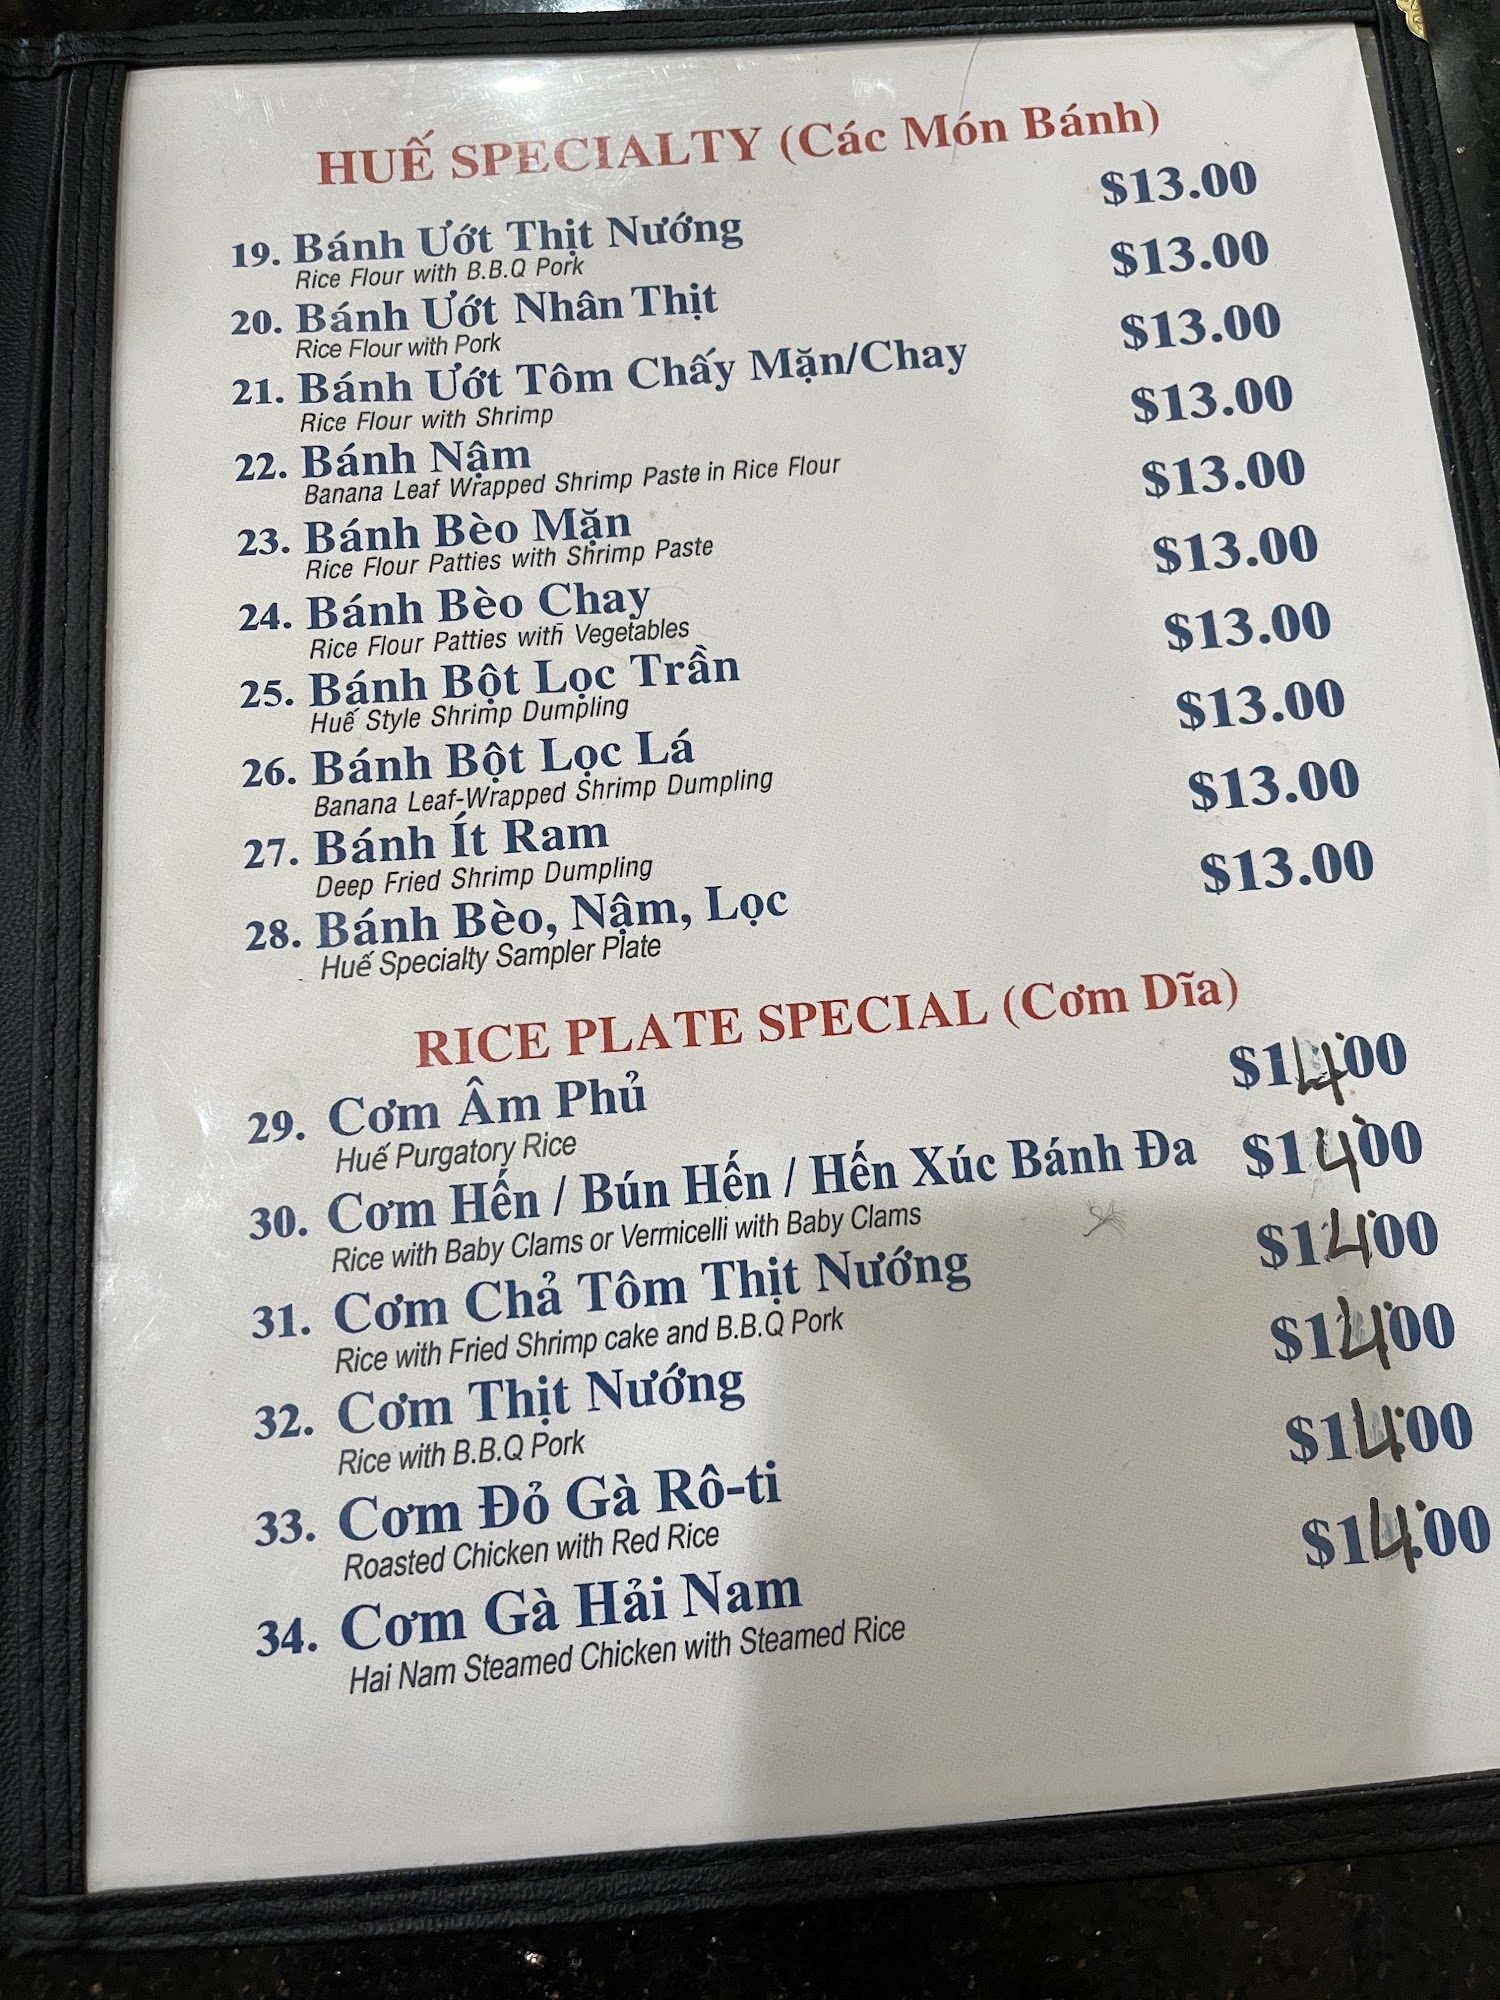 HUẾ SPECIALTY (Các Món Bánh)
19. Bánh Ướt Thịt Nướng $13.00
Rice Flour with B.B.Q Pork
20. Bánh Ướt Nhân Thịt $13.00
Rice Flour with Pork
21. Bánh Ướt Tôm Chấy Mặn/Chay $13.00
Rice Flour with Shrimp
22. Bánh Nậm $13.00
Banana Leaf Wrapped Shrimp Paste in Rice Flour
23. Bánh Bèo Mặn $13.00
Rice Flour Patties with Shrimp Paste
24. Bánh Bèo Chay $13.00
Rice Flour Patties with Vegetables
25. Bánh Bột Lọc Trần $13.00
Huế Style Shrimp Dumpling
26. Bánh Bột Lọc Lá $13.00
Banana Leaf-Wrapped Shrimp Dumpling
27. Bánh Ít Ram $13.00
Deep Fried Shrimp Dumpling
28. Bánh Bèo, Nậm, Lọc $13.00
Huế Specialty Sampler Plate
RICE PLATE SPECIAL (Cơm Dĩa)
29. Cơm Âm Phủ $14.00
Huế Purgatory Rice
30. Cơm Hến / Bún Hến / Hến Xúc Bánh Đa $14.00
Rice with Baby Clams or Vermicelli with Baby Clams
31. Cơm Chả Tôm Thịt Nướng $14.00
Rice with Fried Shrimp cake and B.B.Q Pork
32. Cơm Thịt Nướng $14.00
Rice with B.B.Q Pork
33. Cơm Đỏ Gà Rô-ti $14.00
Roasted Chicken with Red Rice
34. Cơm Gà Hải Nam $14.00
Hai Nam Steamed Chicken with Steamed Rice